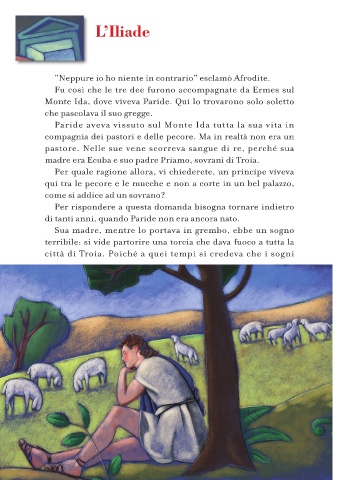 L'Iliade
"Neppure io ho niente in contrario" esclamò Afrodite.
Fu così che le tre dee furono accompagnate da Ermes sul
Monte Ida, dove viveva Paride. Qui lo trovarono solo soletto
che pascolava il suo gregge.
Paride aveva vissuto sul Monte Ida tutta la sua vita in
compagnia dei pastori e delle pecore. Ma in realtà non era un
pastore. Nelle sue vene scorreva sangue di re, perché sua
madre era Ecuba e suo padre Priamo, sovrani di Troia.
Per quale ragione allora, vi chiederete, un principe viveva
qui tra le pecore e le mucche e non a corte in un bel palazzo,
come si addice ad un sovrano?
Per rispondere a questa domanda bisogna tornare indietro
di tanti anni, quando Paride non era ancora nato.
Sua madre, mentre lo portava in grembo, ebbe un sogno
terribile: si vide partorire una torcia che dava fuoco a tutta la
città di Troia. Poiché a quei tempi si credeva che i sogni